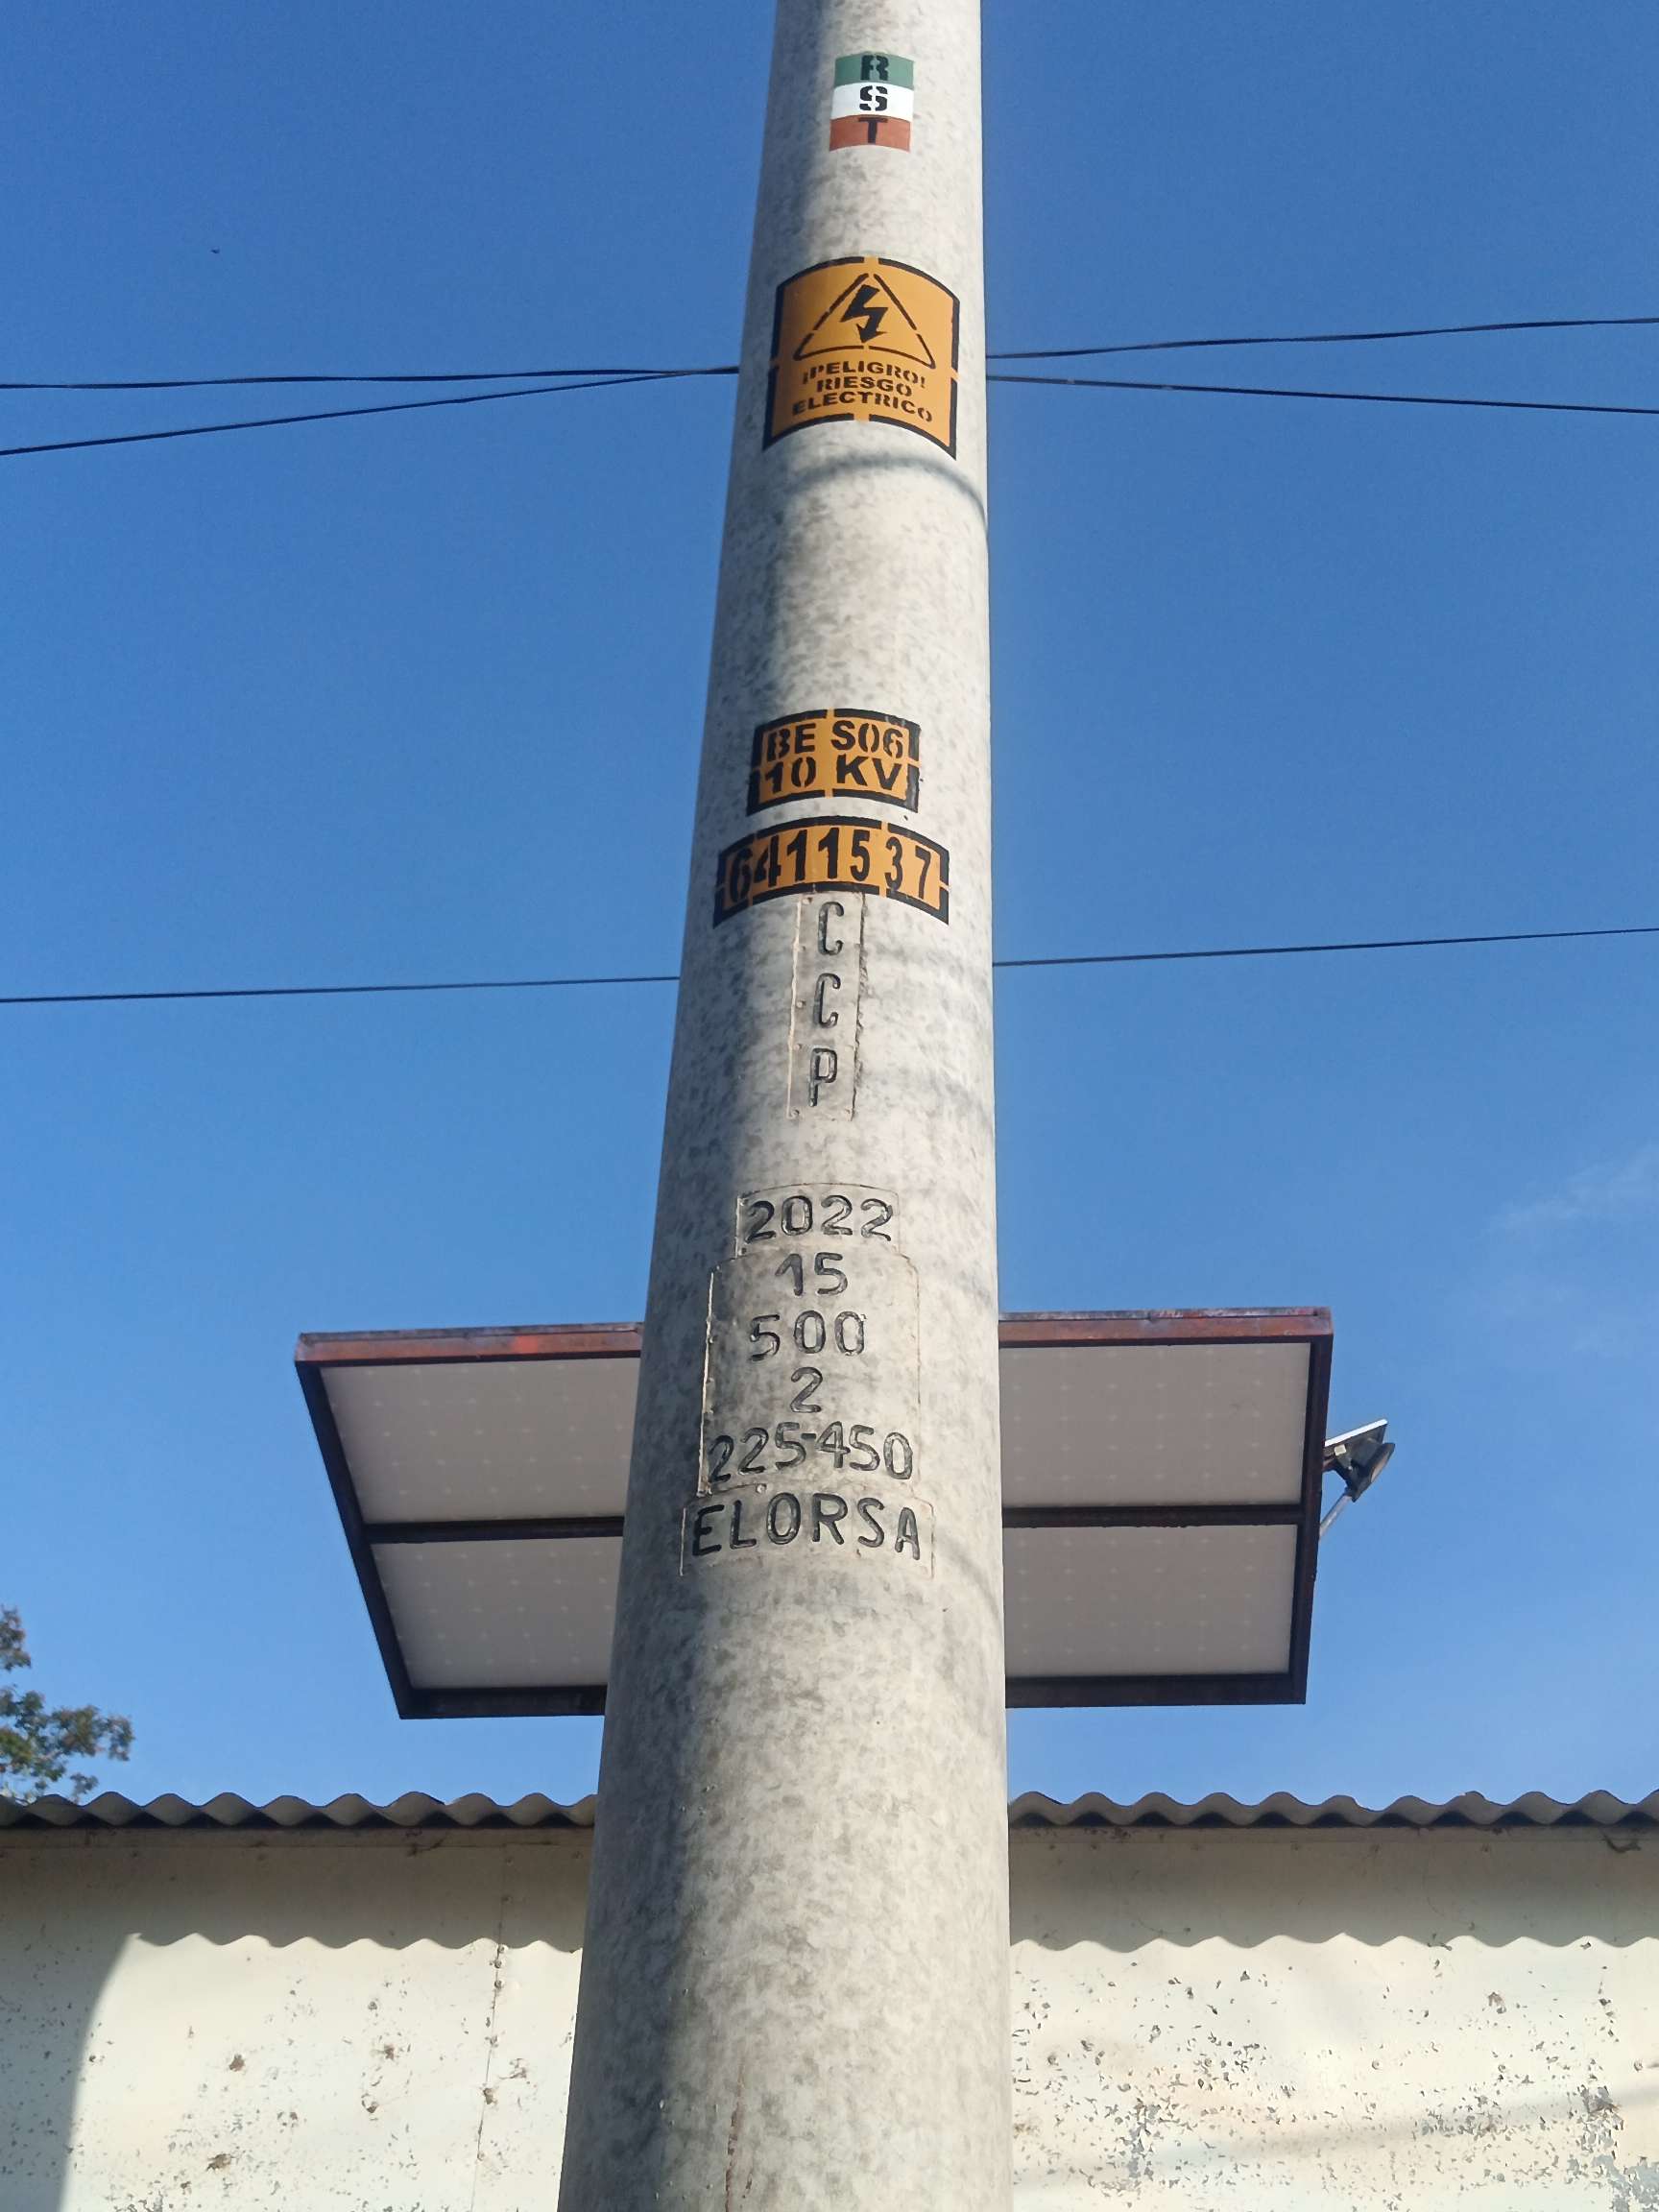 R
S
T
¡PELIGRO!
RIESGO
ELECTRICO
BE S06
10 KV
6411537
C
C
P
2022
15
500
2
225-450
ELORSA